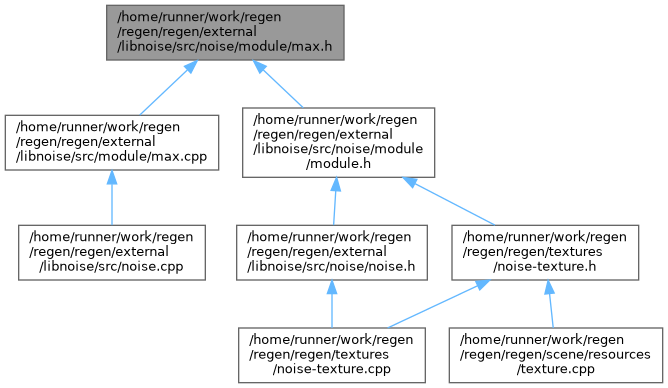 /home/runner/work/regen
/regen/regen/external
/libnoise/src/noise/module/max.h
/home/runner/work/regen
/regen/regen/external
/libnoise/src/module/max.cpp
/home/runner/work/regen
/regen/regen/external
/libnoise/src/noise/module
/module.h
/home/runner/work/regen
/regen/regen/external
/libnoise/src/noise.cpp
/home/runner/work/regen
/regen/regen/external
/libnoise/src/noise/noise.h
/home/runner/work/regen
/regen/regen/textures
/noise-texture.h
/home/runner/work/regen
/regen/regen/textures
/noise-texture.cpp
/home/runner/work/regen
/regen/regen/scene/resources
/texture.cpp